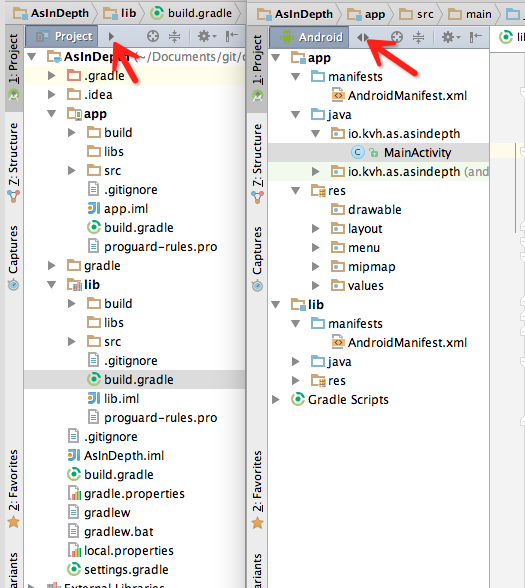 AsInDepth lib build.gradle
Project
AsInDepth ~/Documents/git/
.gradle
.idea
app
build
libs
src
.gitignore
app.iml
build.gradle
proguard-rules.pro
gradle
lib
build
libs
src
.gitignore
build.gradle
lib.iml
proguard-rules.pro
.gitignore
AsInDepth.iml
build.gradle
gradle.properties
gradlew
gradlew.bat
local.properties
settings.gradle
External Libraries
1: Project
7: Structure
Captures
2: Favorites
AsInDepth app src main
Android
app
manifests
AndroidManifest.xml
java
io.kvh.as.asindepth
MainActivity
io.kvh.as.asindepth (and
res
drawable
layout
menu
mipmap
values
lib
manifests
AndroidManifest.xml
java
res
Gradle Scripts
1: Project
7: Structure
Captures
2: Favorites